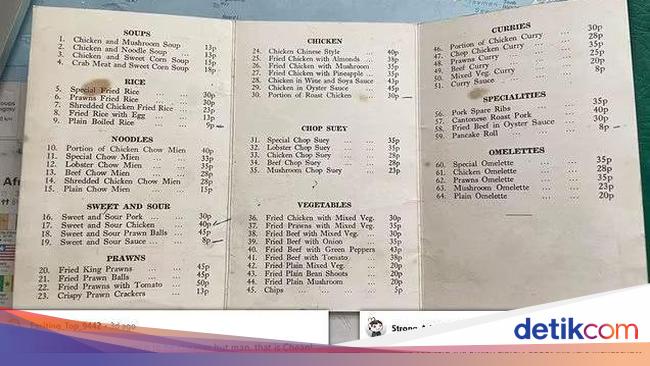 SOUPS
1. Chicken and Mushroom Soup 13p
2. Chicken and Noodle Soup
3. Chicken and Sweet Corn Soup 15p
4. Crab Meat and Sweet Corn Soup 18p
RICE
5. Special Fried Rice ... 30p
6. Prawns Fried Rice ... 30p
7. Shredded Chicken Fried Rice 23p
8. Fried Rice with Egg ... 13p
9. Plain Boiled Rice ... 9p
NOODLES
10. Portion of Chicken Chow Mien 40p
11. Special Chow Mien ... 33p
12. Lobster Chow Mien ... 35p
13. Beef Chow Mien ... 28p
14. Shredded Chicken Chow Mien 28p
15. Plain Chow Mien ... 15p
SWEET AND SOUR
16. Sweet and Sour Pork ... 30p
17. Sweet and Sour Chicken ... 40p
18. Sweet and Sour Prawn Balls 45p
19. Sweet and Sour Sauce ... 8p
PRAWNS
20. Fried King Prawns ... 45p
21. Fried Prawn Balls ... 45p
22. Fried Prawns with Tomato 50p
23. Crispy Prawn Crackers ... 13p
CHICKEN
24. Chicken Chinese Style ... 40p
25. Fried Chicken with Almonds 38p
26. Fried Chicken with Mushroom 35p
27. Fried Chicken with Pineapple 35p
28. Chicken in Wine and Soya Sauce 43p
29. Chicken in Oyster Sauce 45p
30. Portion of Roast Chicken 30p
CHOP SUEY
31. Special Chop Suey ... 35p
32. Lobster Chop Suey ... 35p
33. Chicken Chop Suey ... 28p
34. Beef Chop Suey ... 28p
35. Mushroom Chop Suey ... 23p
VEGETABLES
36. Fried Chicken with Mixed Veg. 30p
37. Fried Prawns with Mixed Veg. 35p
38. Fried Beef with Mixed Veg. 30p
39. Fried Beef with Onion ... 35p
40. Fried Beef with Green Peppers 43p
41. Fried Beef with Tomato ... 38p
42. Fried Plain Mixed Veg. ... 20p
43. Fried Plain Bean Shoots ... 20p
44. Fried Plain Mushroom ... 20p
45. Chips ... 5p
CURRIES
46. Portion of Chicken Curry 30p
47. Chop Chicken Curry ... 28p
48. Prawns Curry ... 35p
49. Beef Curry ... 25p
50. Mixed Veg. Curry ... 20p
51. Curry Sauce ... 8p
SPECIALITIES
56. Pork Spare Ribs ... 35p
57. Cantonese Roast Pork ... 40p
58. Fried Beef in Oyster Sauce 30p
59. Pancake Roll ... 8p
OMELETTES
60. Special Omelette ... 35p
61. Chicken Omelette ... 28p
62. Prawns Omelette ... 35p
63. Mushroom Omelette ... 23p
64. Plain Omelette ... 20p
detikcom